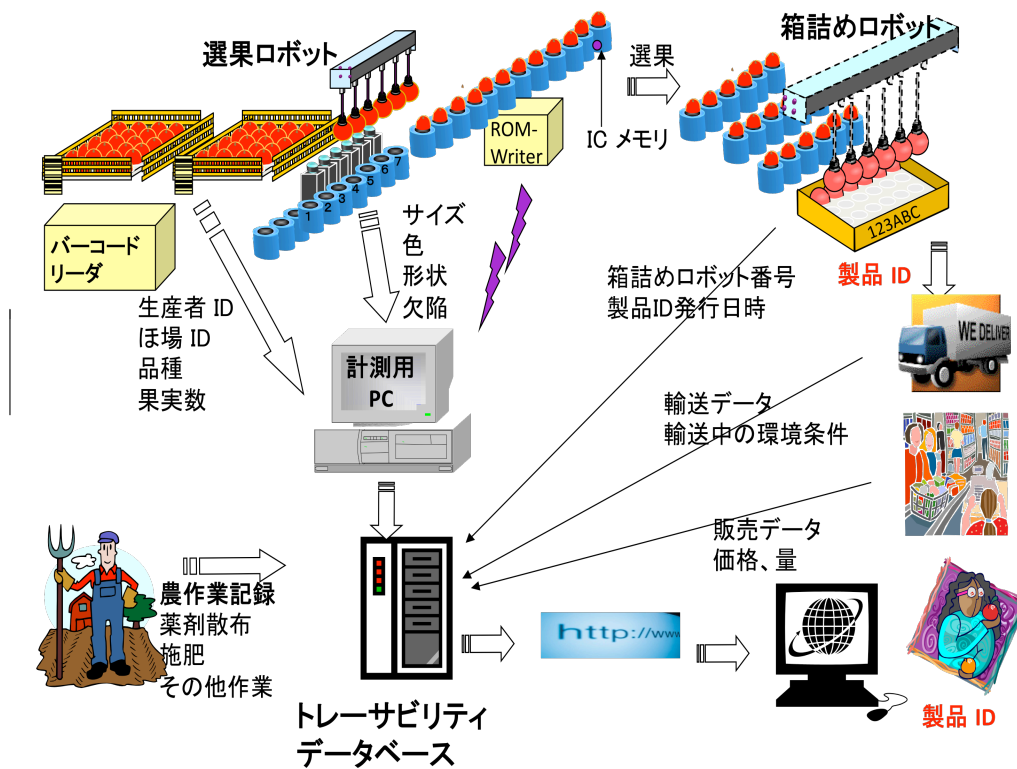 選果ロボット
箱詰めロボット
選果
ROM-
Writer
IC メモリ
1
2
3
4
5
6
7
123ABC
バーコード
リーダ
サイズ
色
形状
欠陥
製品 ID
箱詰めロボット番号
製品ID発行日時
生産者 ID
ほ場 ID
品種
果実数
WE DELIVER
計測用
PC
輸送データ
輸送中の環境条件
販売データ
価格、量
農作業記録
薬剤散布
施肥
その他作業
http://www
製品 ID
トレーサビリティ
データベース